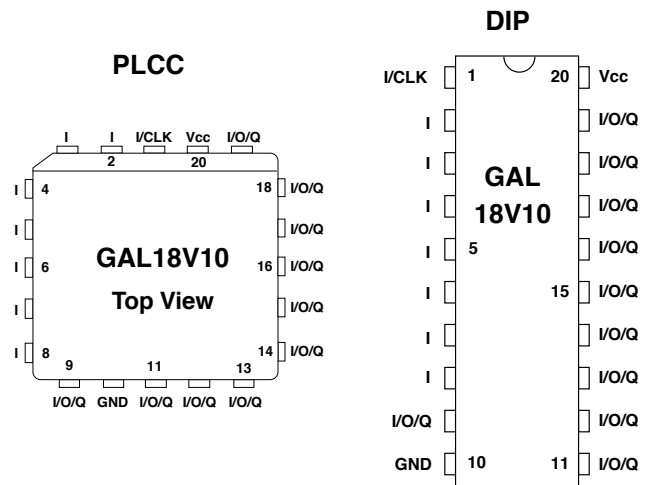 DIP
PLCC
I/CLK 1 20 Vcc
I I/O/Q
I I/O/Q
I GAL I/O/Q
18V10
I 5 I/O/Q
I 15 I/O/Q
I I/O/Q
I I/O/Q
I/O/Q I/O/Q
GND 10 11 I/O/Q
I I I/CLK Vcc I/O/Q
2 20
I 4 18 I/O/Q
I I/O/Q
I 6 GAL18V10 16 I/O/Q
Top View
I I/O/Q
I 8 14 I/O/Q
9 11 13
I/O/Q GND I/O/Q I/O/Q I/O/Q